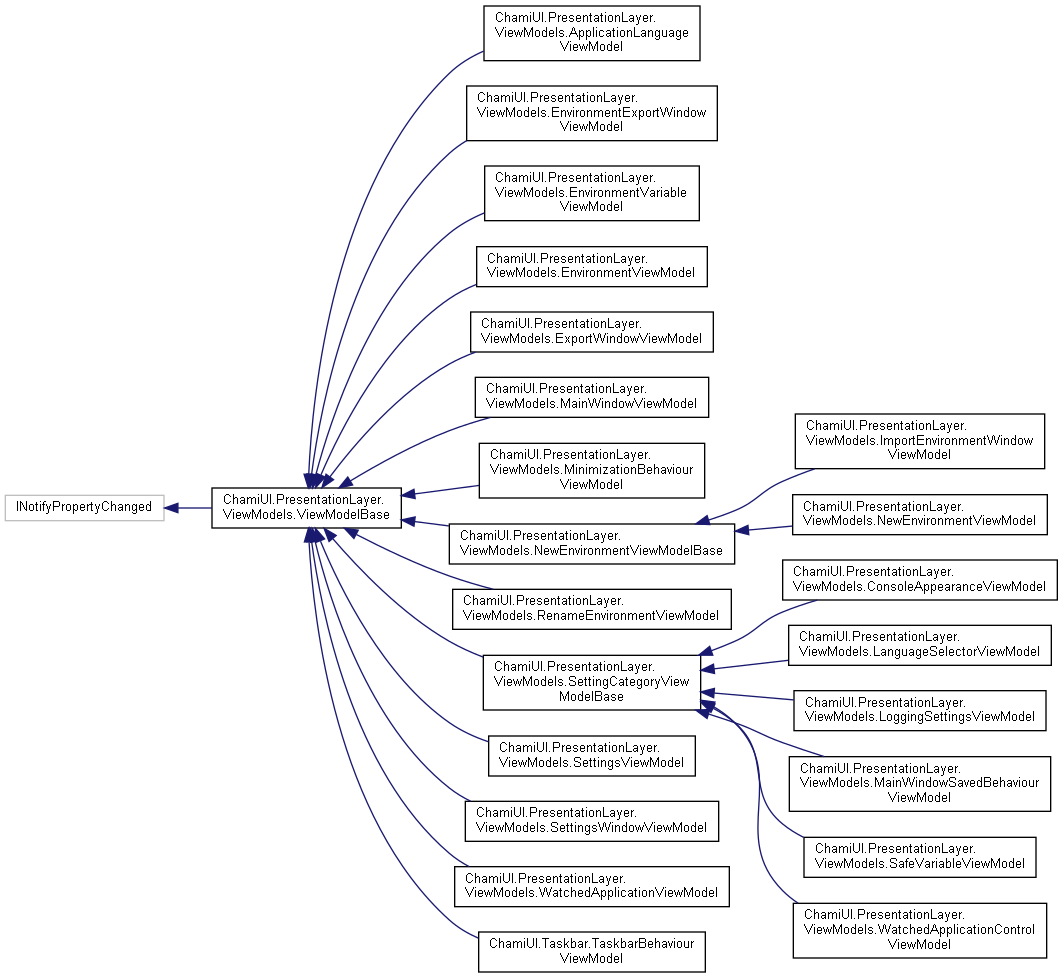 INotifyPropertyChanged
ChamiUI.PresentationLayer.
ViewModels.ViewModelBase
ChamiUI.PresentationLayer.
ViewModels.ApplicationLanguage
ViewModel
ChamiUI.PresentationLayer.
ViewModels.EnvironmentExportWindow
ViewModel
ChamiUI.PresentationLayer.
ViewModels.EnvironmentVariable
ViewModel
ChamiUI.PresentationLayer.
ViewModels.EnvironmentViewModel
ChamiUI.PresentationLayer.
ViewModels.ExportWindowViewModel
ChamiUI.PresentationLayer.
ViewModels.MainWindowViewModel
ChamiUI.PresentationLayer.
ViewModels.MinimizationBehaviour
ViewModel
ChamiUI.PresentationLayer.
ViewModels.NewEnvironmentViewModelBase
ChamiUI.PresentationLayer.
ViewModels.RenameEnvironmentViewModel
ChamiUI.PresentationLayer.
ViewModels.SettingCategoryView
ModelBase
ChamiUI.PresentationLayer.
ViewModels.SettingsViewModel
ChamiUI.PresentationLayer.
ViewModels.SettingsWindowViewModel
ChamiUI.PresentationLayer.
ViewModels.WatchedApplicationViewModel
ChamiUI.Taskbar.TaskbarBehaviour
ViewModel
ChamiUI.PresentationLayer.
ViewModels.ImportEnvironmentWindow
ViewModel
ChamiUI.PresentationLayer.
ViewModels.NewEnvironmentViewModel
ChamiUI.PresentationLayer.
ViewModels.ConsoleAppearanceViewModel
ChamiUI.PresentationLayer.
ViewModels.LanguageSelectorViewModel
ChamiUI.PresentationLayer.
ViewModels.LoggingSettingsViewModel
ChamiUI.PresentationLayer.
ViewModels.MainWindowSavedBehaviour
ViewModel
ChamiUI.PresentationLayer.
ViewModels.SafeVariableViewModel
ChamiUI.PresentationLayer.
ViewModels.WatchedApplicationControl
ViewModel